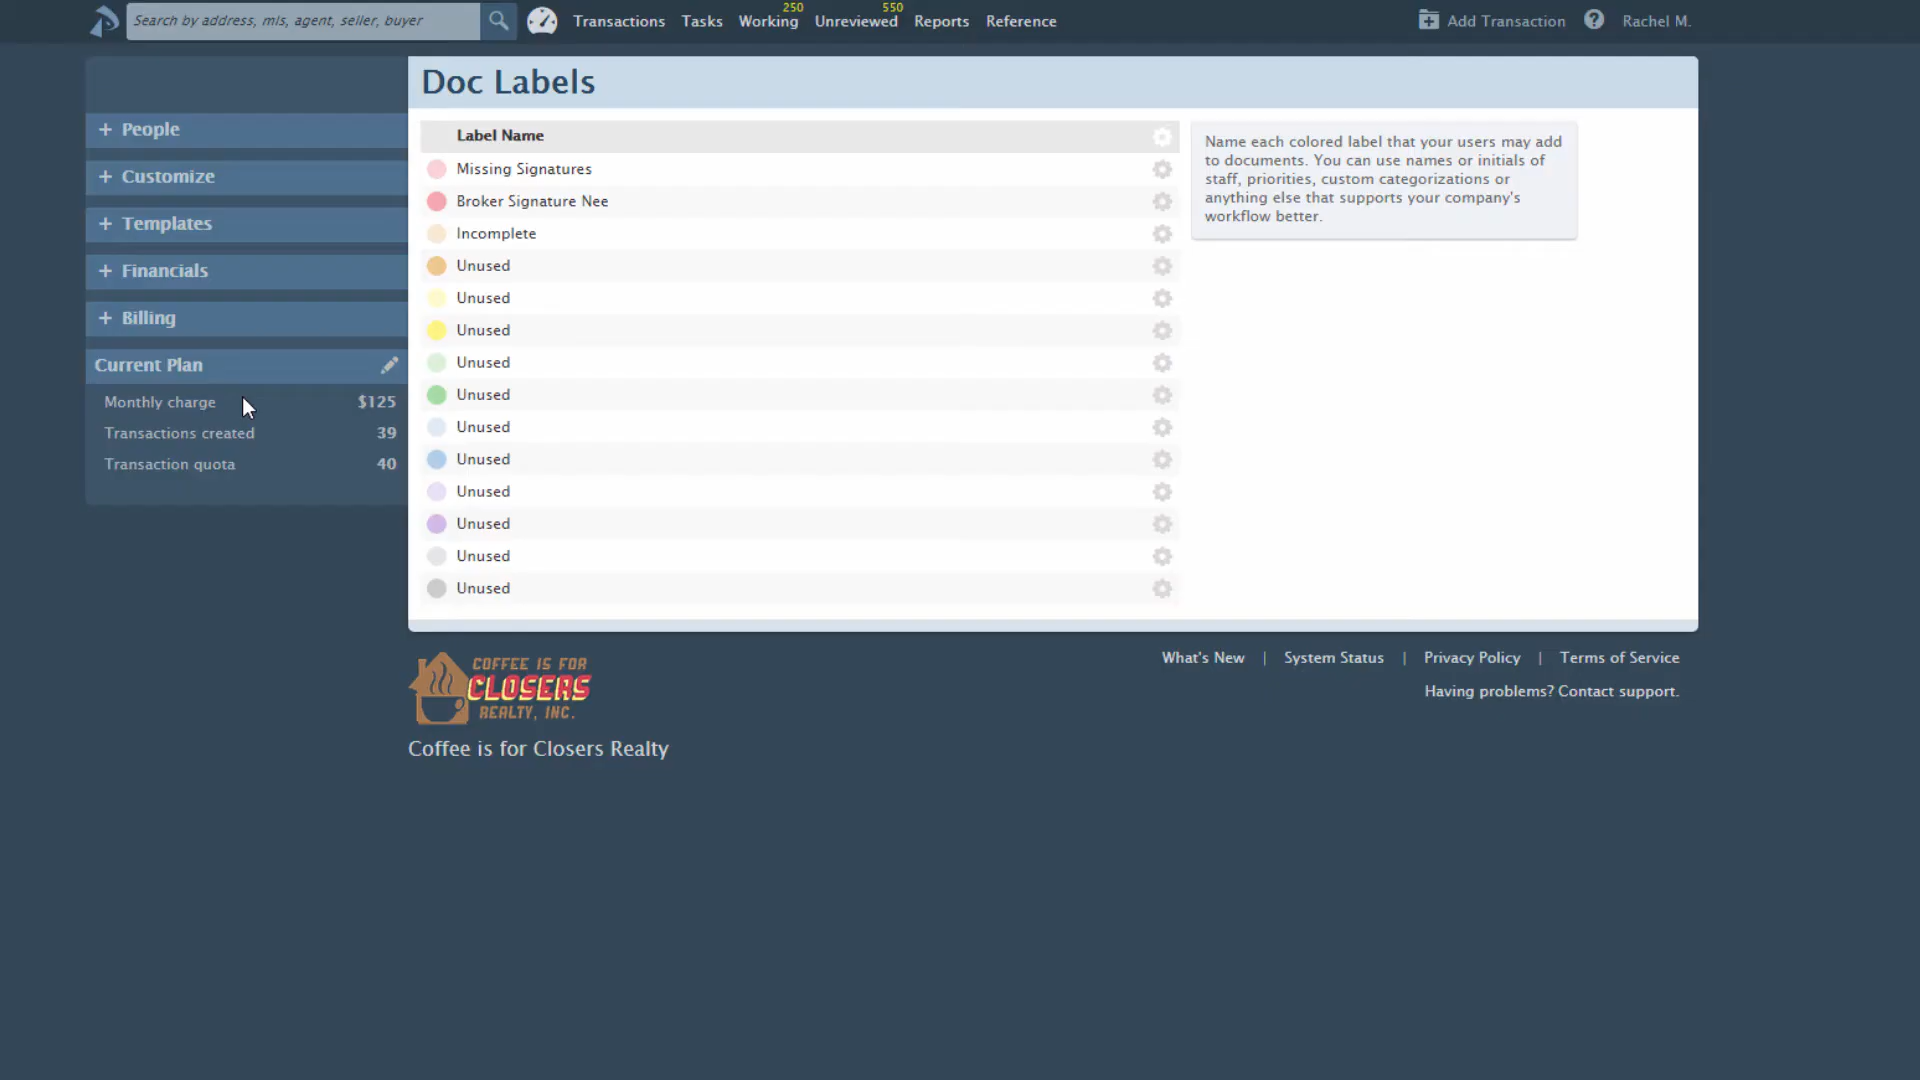 Search by address, mls, agent, seller, buyer
Transactions
Tasks
Working
250
Unreviewed
550
Reports
Reference
Add Transaction
Rachel M.
+ People
+ Customize
+ Templates
+ Financials
+ Billing
Current Plan
Monthly charge $125
Transactions created 39
Transaction quota 40
Doc Labels
Label Name
Missing Signatures
Broker Signature Nee
Incomplete
Unused
Unused
Unused
Unused
Unused
Unused
Unused
Unused
Unused
Unused
Unused
Name each colored label that your users may add
to documents. You can use names or initials of
staff, priorities, custom categorizations or
anything else that supports your company's
workflow better.
COFFEE IS FOR
CLOSERS
REALTY, INC.
Coffee is for Closers Realty
What's New | System Status | Privacy Policy | Terms of Service
Having problems? Contact support.